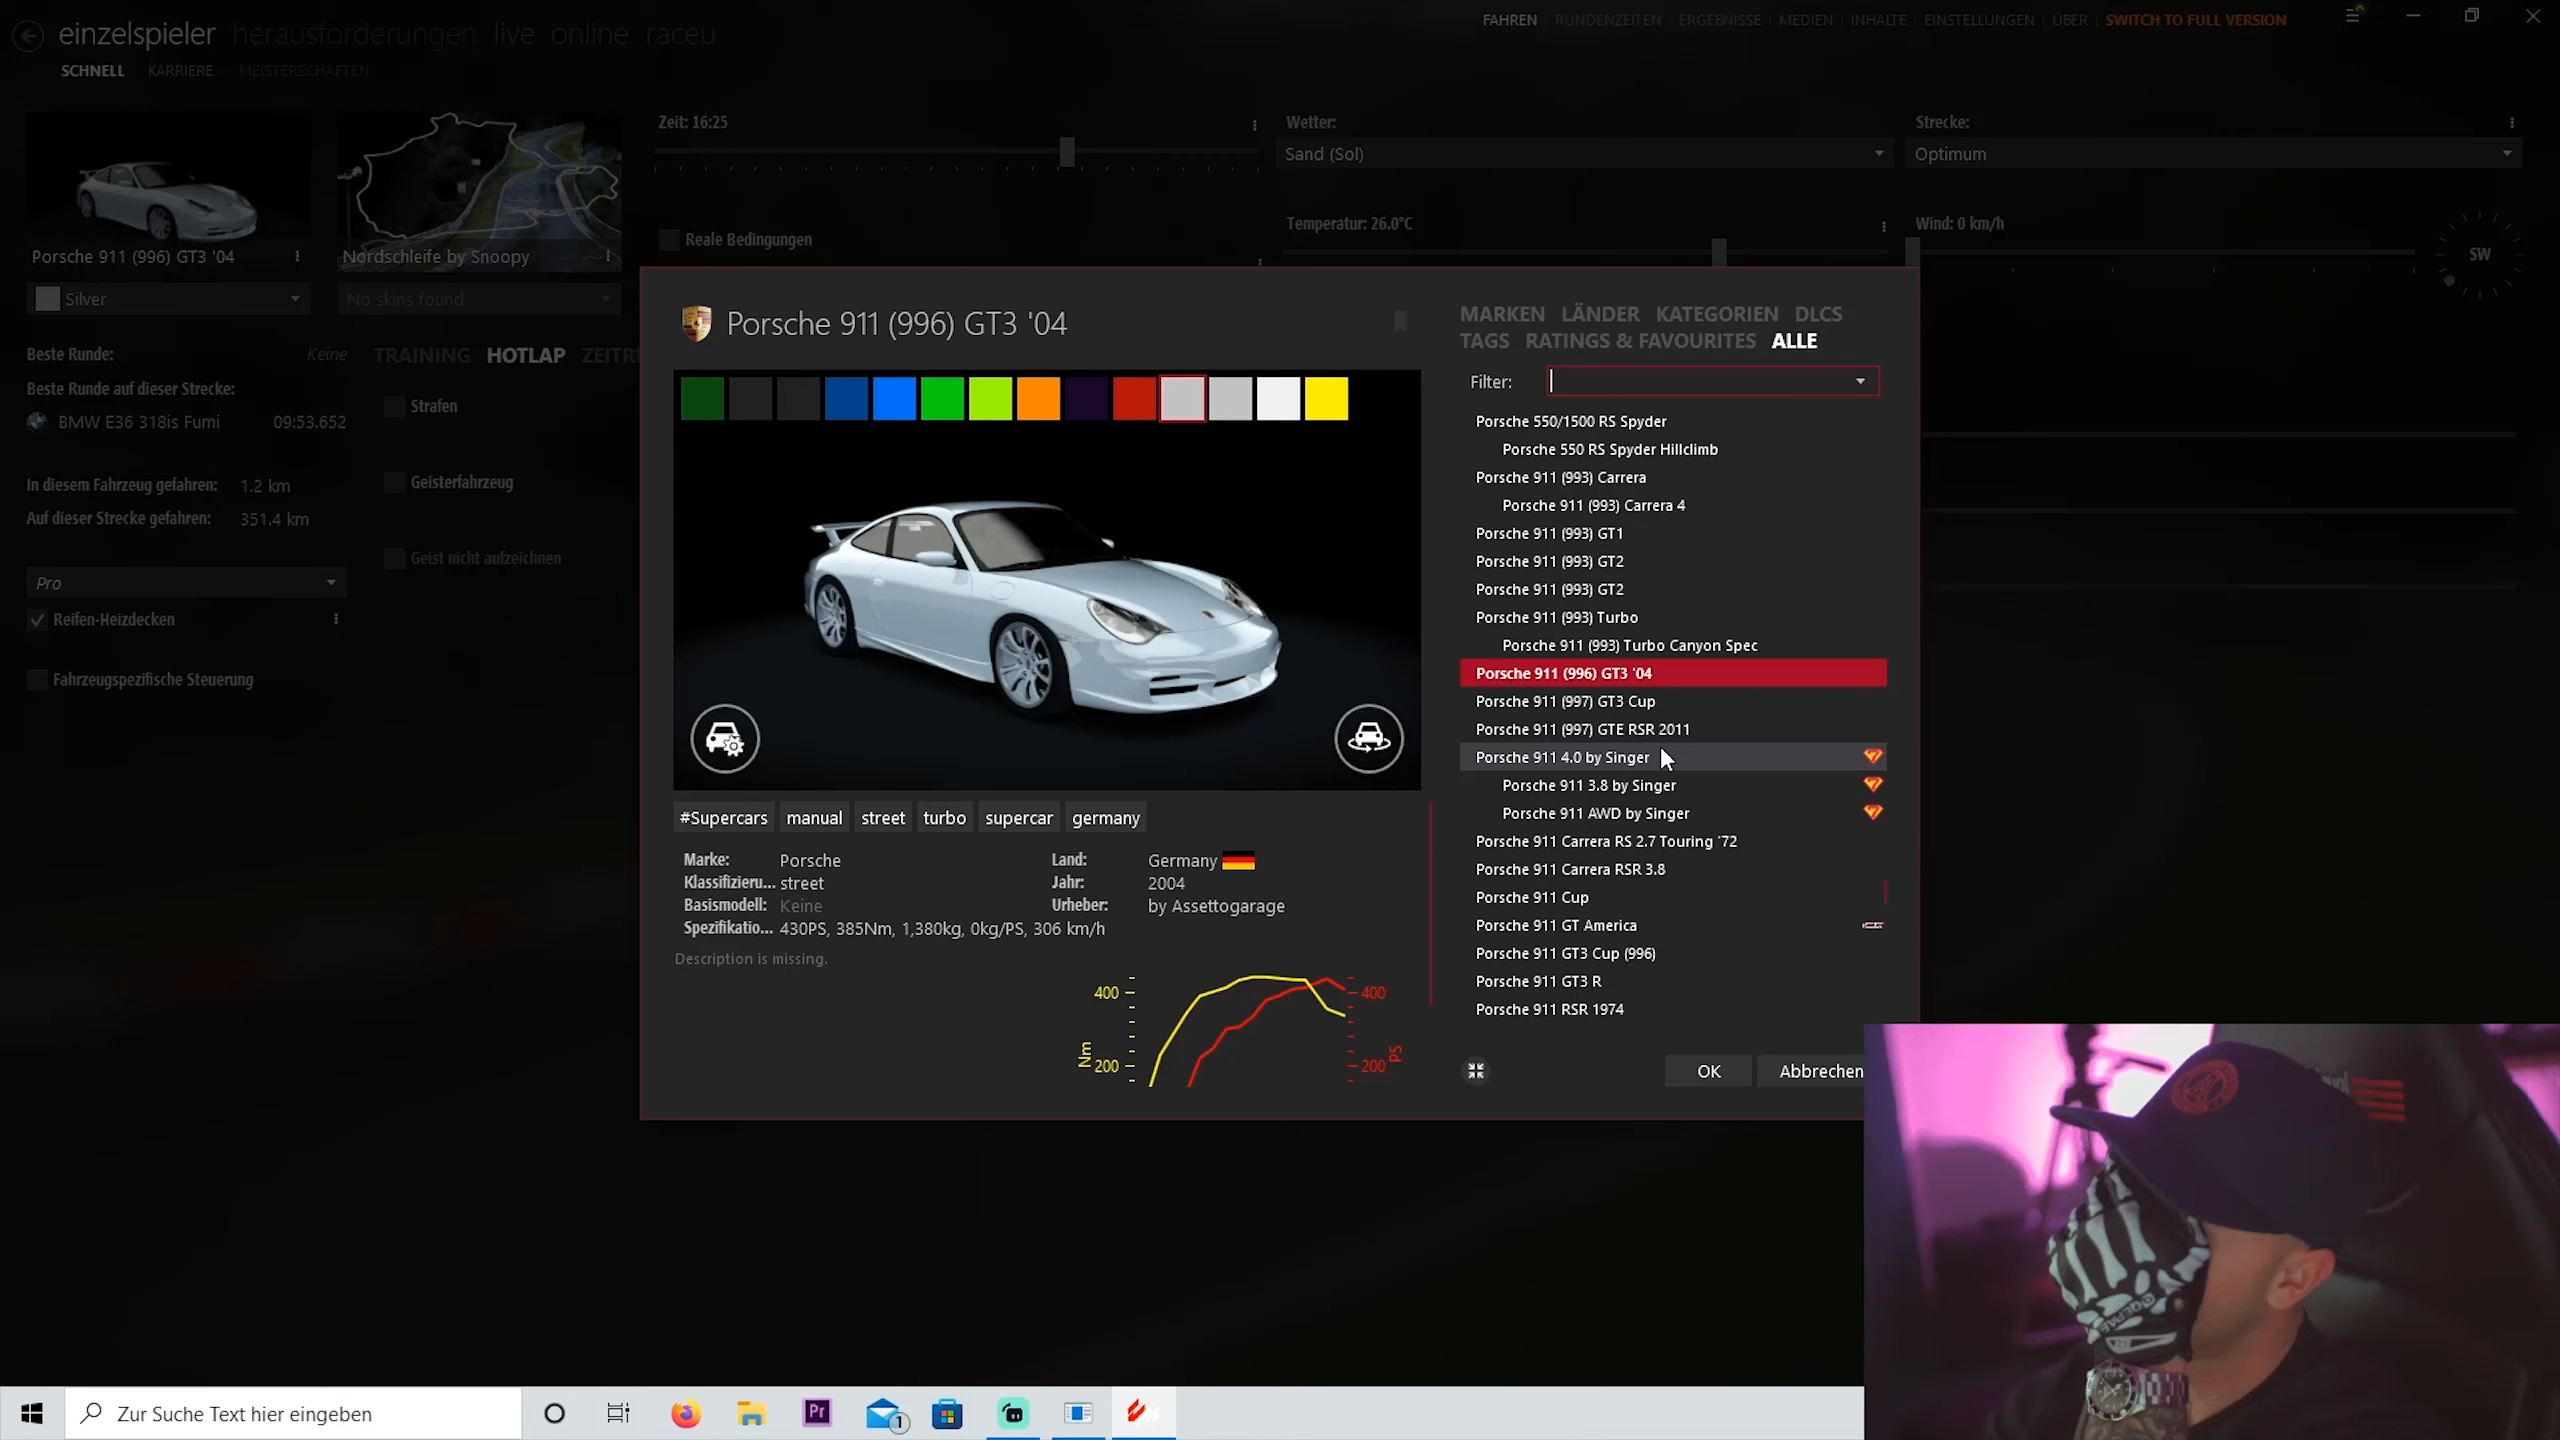 einzelspieler herausforderungen live online raceu
FAHREN RUNDENZEITEN ERGEBNISSE MEDIEN INHALTE EINSTELLUNGEN ÜBER SWITCH TO FULL VERSION
SCHNELL KARRIERE MEISTERSCHAFTEN
Porsche 911 (996) GT3 '04
Nordschleife by Snoopy
Silver
No skins found
Zeit: 16:25
Wetter:
Sand (Sol)
Strecke:
Optimum
Reale Bedingungen
Temperatur: 26.0°C
Wind: 0 km/h
SW
Beste Runde: Keine
Beste Runde auf dieser Strecke:
BMW E36 318is Fumi 09:53.652
In diesem Fahrzeug gefahren: 1.2 km
Auf dieser Strecke gefahren: 351.4 km
Pro
Reifen-Heizdecken
Fahrzeugspezifische Steuerung
TRAINING HOTLAP ZEITR
Strafen
Geisterfahrzeug
Geist nicht aufzeichnen
Porsche 911 (996) GT3 '04
#Supercars manual street turbo supercar germany
Marke: Porsche
Land: Germany
Klassifizieru... street
Jahr: 2004
Basismodell: Keine
Urheber: by Assettogarage
Spezifikatio... 430PS, 385Nm, 1,380kg, 0kg/PS, 306 km/h
Description is missing.
400
200
Nm
400
200
PS
MARKEN LÄNDER KATEGORIEN DLCS
TAGS RATINGS & FAVOURITES ALLE
Filter:
Porsche 550/1500 RS Spyder
Porsche 550 RS Spyder Hillclimb
Porsche 911 (993) Carrera
Porsche 911 (993) Carrera 4
Porsche 911 (993) GT1
Porsche 911 (993) GT2
Porsche 911 (993) GT2
Porsche 911 (993) Turbo
Porsche 911 (993) Turbo Canyon Spec
Porsche 911 (996) GT3 '04
Porsche 911 (997) GT3 Cup
Porsche 911 (997) GTE RSR 2011
Porsche 911 4.0 by Singer
Porsche 911 3.8 by Singer
Porsche 911 AWD by Singer
Porsche 911 Carrera RS 2.7 Touring '72
Porsche 911 Carrera RSR 3.8
Porsche 911 Cup
Porsche 911 GT America
Porsche 911 GT3 Cup (996)
Porsche 911 GT3 R
Porsche 911 RSR 1974
OK Abbrechen
Zur Suche Text hier eingeben
Pr
1